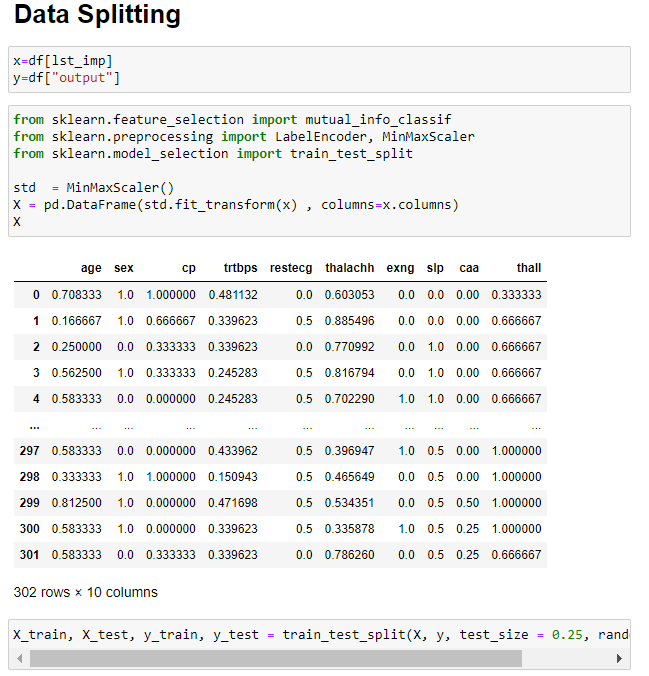 Data Splitting
x=df[lst_imp]
y=df["output"]
from sklearn.feature_selection import mutual_info_classif
from sklearn.preprocessing import LabelEncoder, MinMaxScaler
from sklearn.model_selection import train_test_split
std  = MinMaxScaler()
X = pd.DataFrame(std.fit_transform(x) , columns=x.columns)
X
age sex cp trtbps restecg thalachh exng slp caa thall
0 0.708333 1.0 1.000000 0.481132 0.0 0.603053 0.0 0.0 0.00 0.333333
1 0.166667 1.0 0.666667 0.339623 0.5 0.885496 0.0 0.0 0.00 0.666667
2 0.250000 0.0 0.333333 0.339623 0.0 0.770992 0.0 1.0 0.00 0.666667
3 0.562500 1.0 0.333333 0.245283 0.5 0.816794 0.0 1.0 0.00 0.666667
4 0.583333 0.0 0.000000 0.245283 0.5 0.702290 1.0 1.0 0.00 0.666667
... ... ... ... ... ... ... ... ... ... ...
297 0.583333 0.0 0.000000 0.433962 0.5 0.396947 1.0 0.5 0.00 1.000000
298 0.333333 1.0 1.000000 0.150943 0.5 0.465649 0.0 0.5 0.00 1.000000
299 0.812500 1.0 0.000000 0.471698 0.5 0.534351 0.0 0.5 0.50 1.000000
300 0.583333 1.0 0.000000 0.339623 0.5 0.335878 1.0 0.5 0.25 1.000000
301 0.583333 0.0 0.333333 0.339623 0.0 0.786260 0.0 0.5 0.25 0.666667
302 rows × 10 columns
X_train, X_test, y_train, y_test = train_test_split(X, y, test_size = 0.25, rand